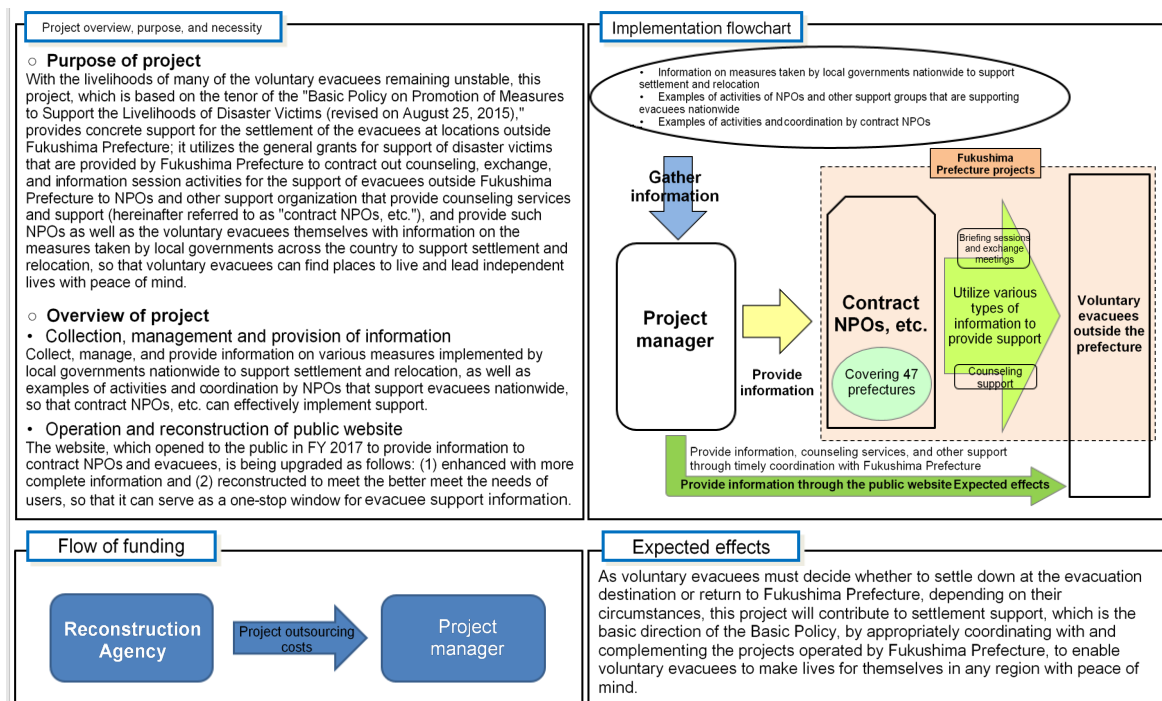 Project overview, purpose, and necessity
○ Purpose of project
With the livelihoods of many of the voluntary evacuees remaining unstable, this
project, which is based on the tenor of the "Basic Policy on Promotion of Measures
to Support the Livelihoods of Disaster Victims (revised on August 25, 2015),"
provides concrete support for the settlement of the evacuees at locations outside
Fukushima Prefecture; it utilizes the general grants for support of disaster victims
that are provided by Fukushima Prefecture to contract out counseling, exchange,
and information session activities for the support of evacuees outside Fukushima
Prefecture to NPOs and other support organization that provide counseling services
and support (hereinafter referred to as "contract NPOs, etc."), and provide such
NPOs as well as the voluntary evacuees themselves with information on the
measures taken by local governments across the country to support settlement and
relocation, so that voluntary evacuees can find places to live and lead independent
lives with peace of mind.
○ Overview of project
• Collection, management and provision of information
Collect, manage, and provide information on various measures implemented by
local governments nationwide to support settlement and relocation, as well as
examples of activities and coordination by NPOs that support evacuees nationwide,
so that contract NPOs, etc. can effectively implement support.
• Operation and reconstruction of public website
The website, which opened to the public in FY 2017 to provide information to
contract NPOs and evacuees, is being upgraded as follows: (1) enhanced with more
complete information and (2) reconstructed to meet the better meet the needs of
users, so that it can serve as a one-stop window for evacuee support information.
Implementation flowchart
• Information on measures taken by local governments nationwide to support
settlement and relocation
• Examples of activities of NPOs and other support groups that are supporting
evacuees nationwide
• Examples of activities and coordination by contract NPOs
Gather
information
Project
manager
Provide
information
Fukushima
Prefecture projects
Contract
NPOs, etc.
Covering 47
prefectures
Briefing sessions
and exchange
meetings
Utilize various
types of
information to
provide support
Counseling
support
Voluntary
evacuees
outside the
prefecture
Provide information, counseling services, and other support
through timely coordination with Fukushima Prefecture
Provide information through the public website Expected effects
Flow of funding
Reconstruction
Agency
Project outsourcing
costs
Project
manager
Expected effects
As voluntary evacuees must decide whether to settle down at the evacuation
destination or return to Fukushima Prefecture, depending on their
circumstances, this project will contribute to settlement support, which is the
basic direction of the Basic Policy, by appropriately coordinating with and
complementing the projects operated by Fukushima Prefecture, to enable
voluntary evacuees to make lives for themselves in any region with peace of
mind.